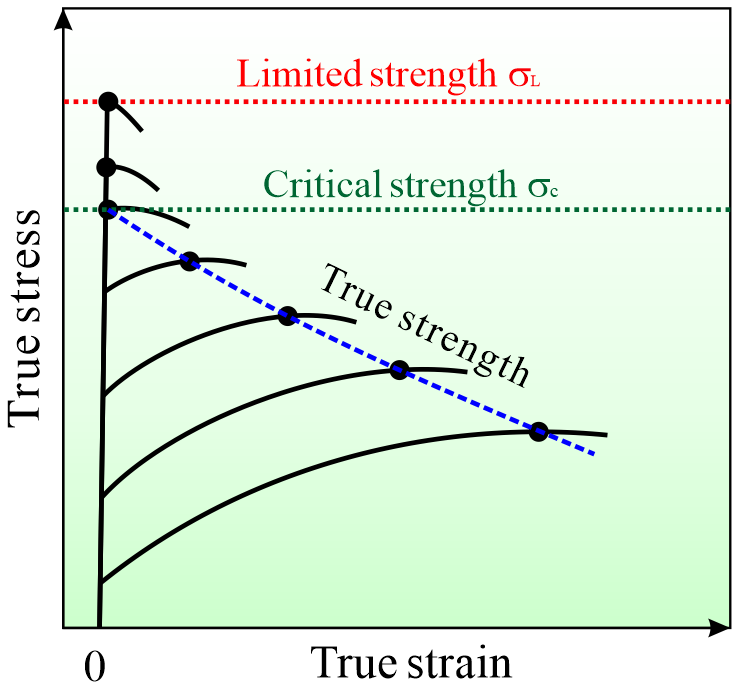 Limited strength σL
Critical strength σc
True strength
True stress
0
True strain